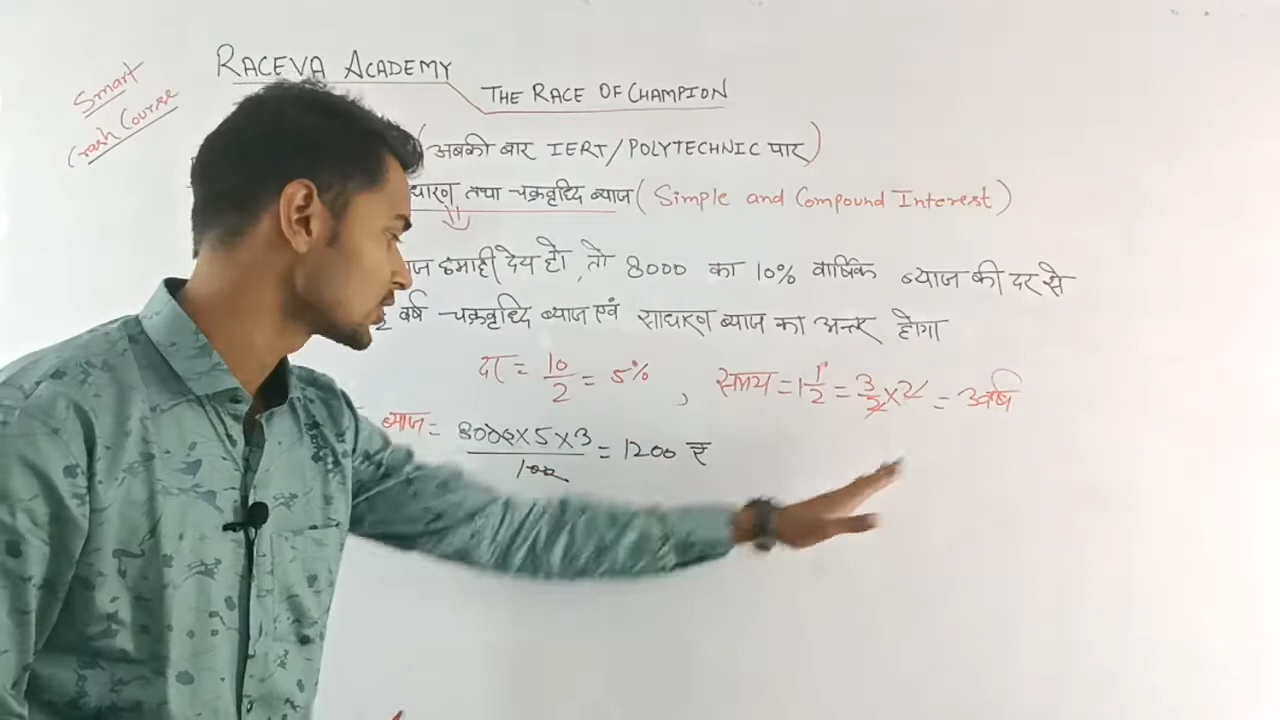 RACEVA ACADEMY
THE RACE OF CHAMPION
Smart
Crash Course
(अबकी बार IERT/POLYTECHNIC पार)
तथा चक्रवृध्दि ब्याज (Simple and Compound Interest)
छमाही देय हो, तो 8000 का 10% वार्षिक ब्याज की दर से
वर्ष चक्रवृध्दि ब्याज एवं साधारण ब्याज का अन्तर होगा
दर = 10/2 = 5% , समय = 1 1/2 = 3/2 × 2 = 3 वर्ष
ब्याज = 8000×5×3/100 = 1200 ₹